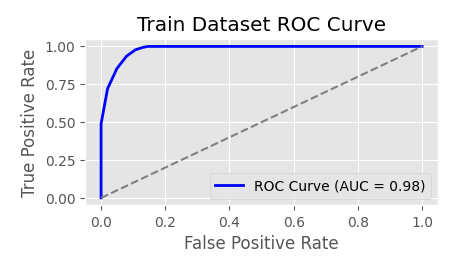 Train Dataset ROC Curve
True Positive Rate
1.00
0.75
0.50
0.25
0.00
ROC Curve (AUC = 0.98)
0.0 0.2 0.4 0.6 0.8 1.0
False Positive Rate